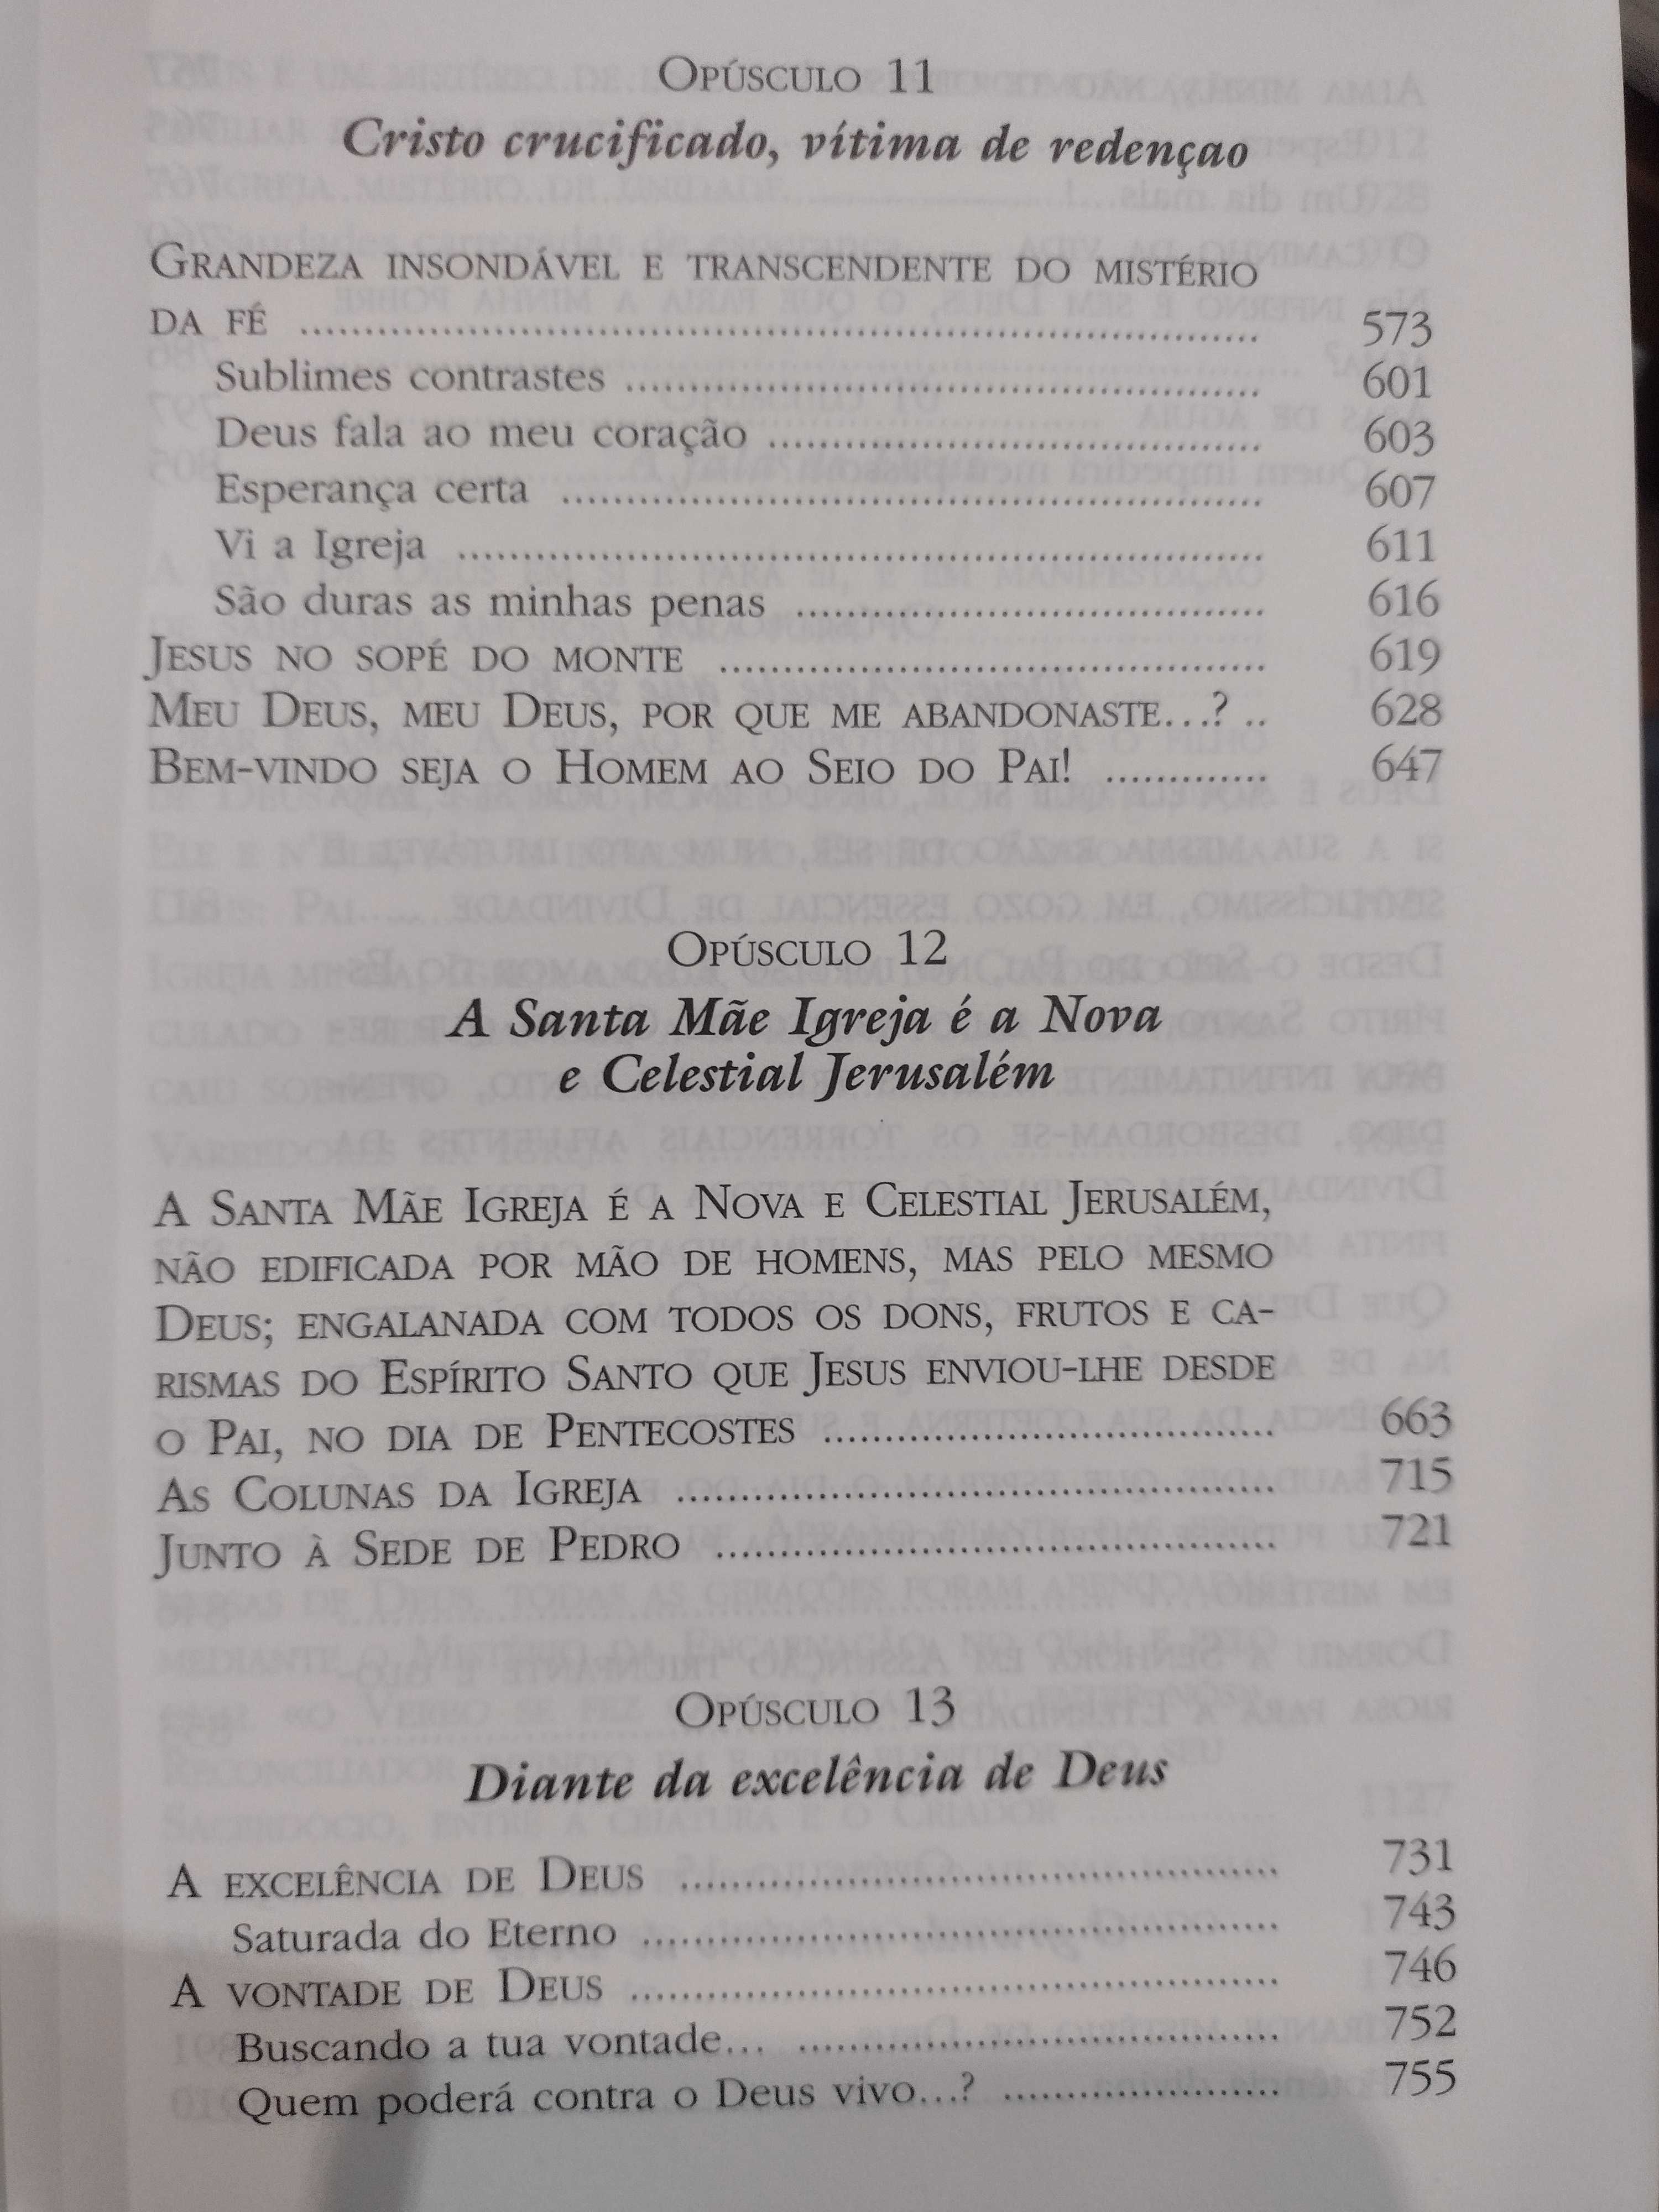 OPÚSCULO 11
Cristo crucificado, vítima de redençao
GRANDEZA INSONDÁVEL E TRANSCENDENTE DO MISTÉRIO
DA FÉ ........................................ 573
Sublimes contrastes ........................................ 601
Deus fala ao meu coração ........................................ 603
Esperança certa ........................................ 607
Vi a Igreja ........................................ 611
São duras as minhas penas ........................................ 616
JESUS NO SOPÉ DO MONTE ........................................ 619
MEU DEUS, MEU DEUS, POR QUE ME ABANDONASTE...? .. 628
BEM-VINDO SEJA O HOMEM AO SEIO DO PAI! ............. 647
OPÚSCULO 12
A Santa Mãe Igreja é a Nova
e Celestial Jerusalém
A SANTA MÃE IGREJA É A NOVA E CELESTIAL JERUSALÉM,
NÃO EDIFICADA POR MÃO DE HOMENS, MAS PELO MESMO
DEUS; ENGALANADA COM TODOS OS DONS, FRUTOS E CA-
RISMAS DO ESPÍRITO SANTO QUE JESUS ENVIOU-LHE DESDE
O PAI, NO DIA DE PENTECOSTES ........................................ 663
AS COLUNAS DA IGREJA ........................................ 715
JUNTO À SEDE DE PEDRO ........................................ 721
OPÚSCULO 13
Diante da excelência de Deus
A EXCELÊNCIA DE DEUS ........................................ 731
Saturada do Eterno ........................................ 743
A VONTADE DE DEUS ........................................ 746
Buscando a tua vontade... ........................................ 752
Quem poderá contra o Deus vivo...? ...................... 755